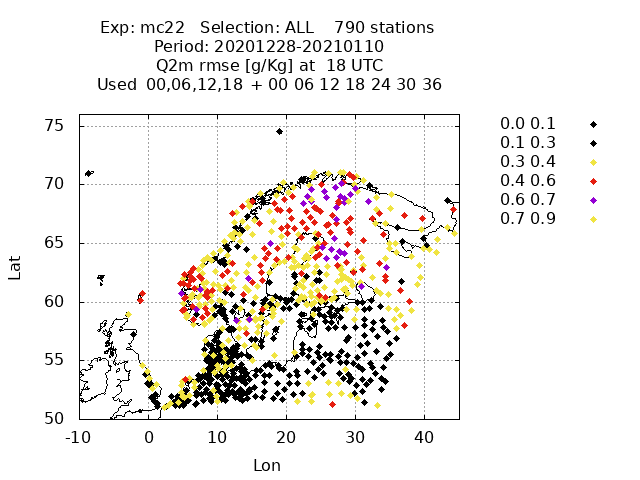 Exp: mc22 Selection: ALL 790 stations
Period: 20201228-20210110
Q2m rmse [g/Kg] at 18 UTC
Used 00,06,12,18 + 00 06 12 18 24 30 36
75
70
65
60
55
50
Lat
-10 0 10 20 30 40
Lon
0.0 0.1
0.1 0.3
0.3 0.4
0.4 0.6
0.6 0.7
0.7 0.9